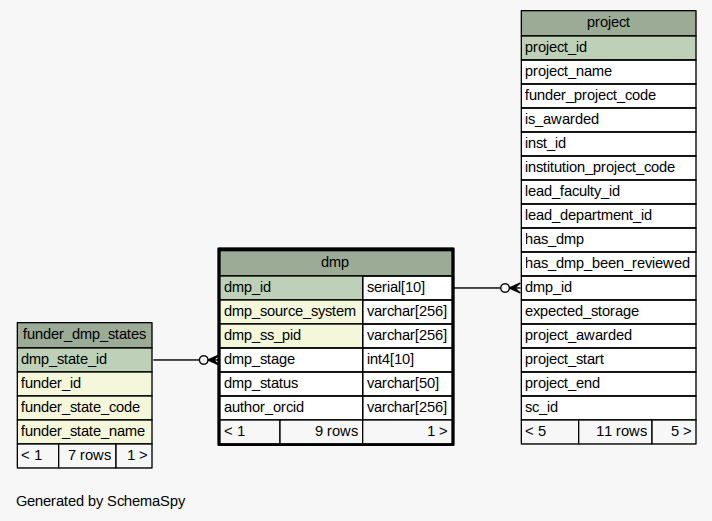 project
project_id
project_name
funder_project_code
is_awarded
inst_id
institution_project_code
lead_faculty_id
lead_department_id
has_dmp
has_dmp_been_reviewed
dmp_id
expected_storage
project_awarded
project_start
project_end
sc_id
< 5 11 rows 5 >
dmp
dmp_id serial[10]
dmp_source_system varchar[256]
dmp_ss_pid varchar[256]
dmp_stage int4[10]
dmp_status varchar[50]
author_orcid varchar[256]
< 1 9 rows 1 >
funder_dmp_states
dmp_state_id
funder_id
funder_state_code
funder_state_name
< 1 7 rows 1 >
Generated by SchemaSpy